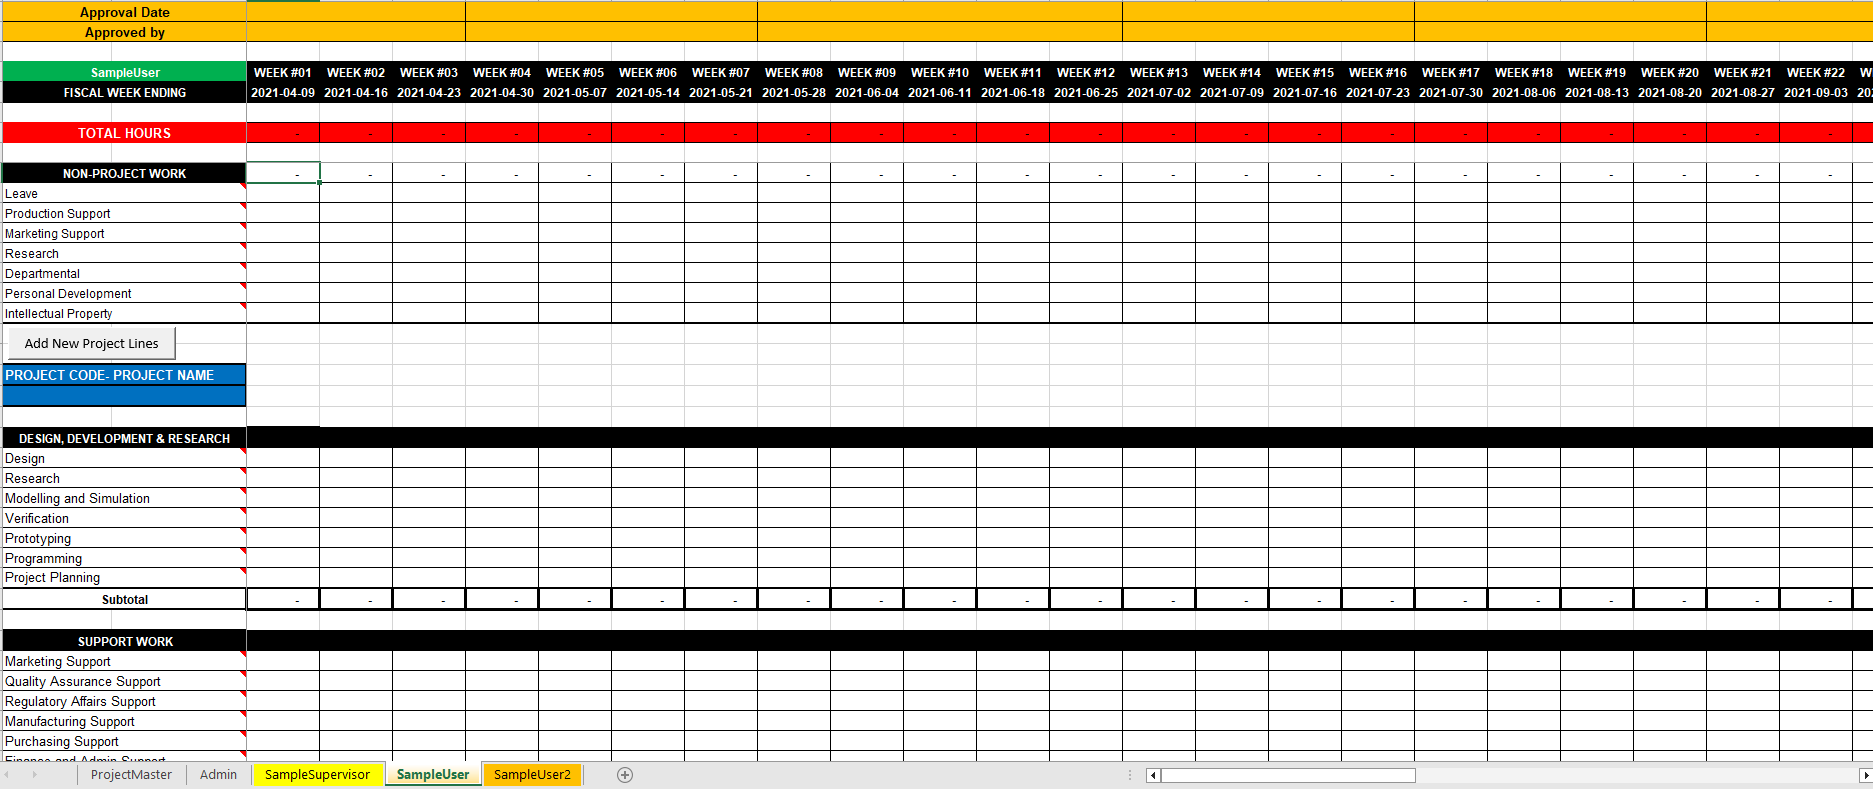 Approval Date
Approved by
SampleUser WEEK #01 WEEK #02 WEEK #03 WEEK #04 WEEK #05 WEEK #06 WEEK #07 WEEK #08 WEEK #09 WEEK #10 WEEK #11 WEEK #12 WEEK #13 WEEK #14 WEEK #15 WEEK #16 WEEK #17 WEEK #18 WEEK #19 WEEK #20 WEEK #21 WEEK #22 W
FISCAL WEEK ENDING 2021-04-09 2021-04-16 2021-04-23 2021-04-30 2021-05-07 2021-05-14 2021-05-21 2021-05-28 2021-06-04 2021-06-11 2021-06-18 2021-06-25 2021-07-02 2021-07-09 2021-07-16 2021-07-23 2021-07-30 2021-08-06 2021-08-13 2021-08-20 2021-08-27 2021-09-03 202
TOTAL HOURS - - - - - - - - - - - - - - - - - - - - - -
NON-PROJECT WORK - - - - - - - - - - - - - - - - - - - - - -
Leave
Production Support
Marketing Support
Research
Departmental
Personal Development
Intellectual Property
Add New Project Lines
PROJECT CODE- PROJECT NAME
DESIGN, DEVELOPMENT & RESEARCH
Design
Research
Modelling and Simulation
Verification
Prototyping
Programming
Project Planning
Subtotal - - - - - - - - - - - - - - - - - - - - - -
SUPPORT WORK
Marketing Support
Quality Assurance Support
Regulatory Affairs Support
Manufacturing Support
Purchasing Support
Finance and Admin Support
ProjectMaster Admin SampleSupervisor SampleUser SampleUser2